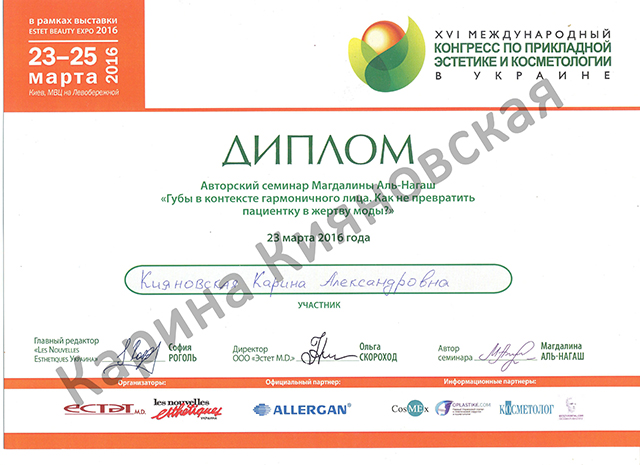 в рамках выставки
ESTET BEAUTY EXPO 2016
23–25
марта
2016
Киев, МВЦ на Левобережной
XVI МЕЖДУНАРОДНЫЙ
КОНГРЕСС ПО ПРИКЛАДНОЙ
ЭСТЕТИКЕ И КОСМЕТОЛОГИИ
В УКРАИНЕ
ДИПЛОМ
Авторский семинар Магдалины Аль-Нагаш
«Губы в контексте гармоничного лица. Как не превратить
пациентку в жертву моды?»
23 марта 2016 года
Кияновская Карина Александровна
УЧАСТНИК
Карина Кияновская
Главный редактор
«Les Nouvelles
Esthetiques Украина»
София
РОГОЛЬ
Директор
ООО «Эстет M.D.»
Ольга
СКОРОХОД
Автор
семинара
Магдалина
АЛЬ-НАГАШ
Организаторы:
Официальный партнер:
Информационные партнеры:
ЭСТЭТ M.D.
les nouvelles
esthétiques
УКРАИНА
ALLERGAN
CosMEx
1OPLASTIKE.COM
КОСМЕТОЛОГ